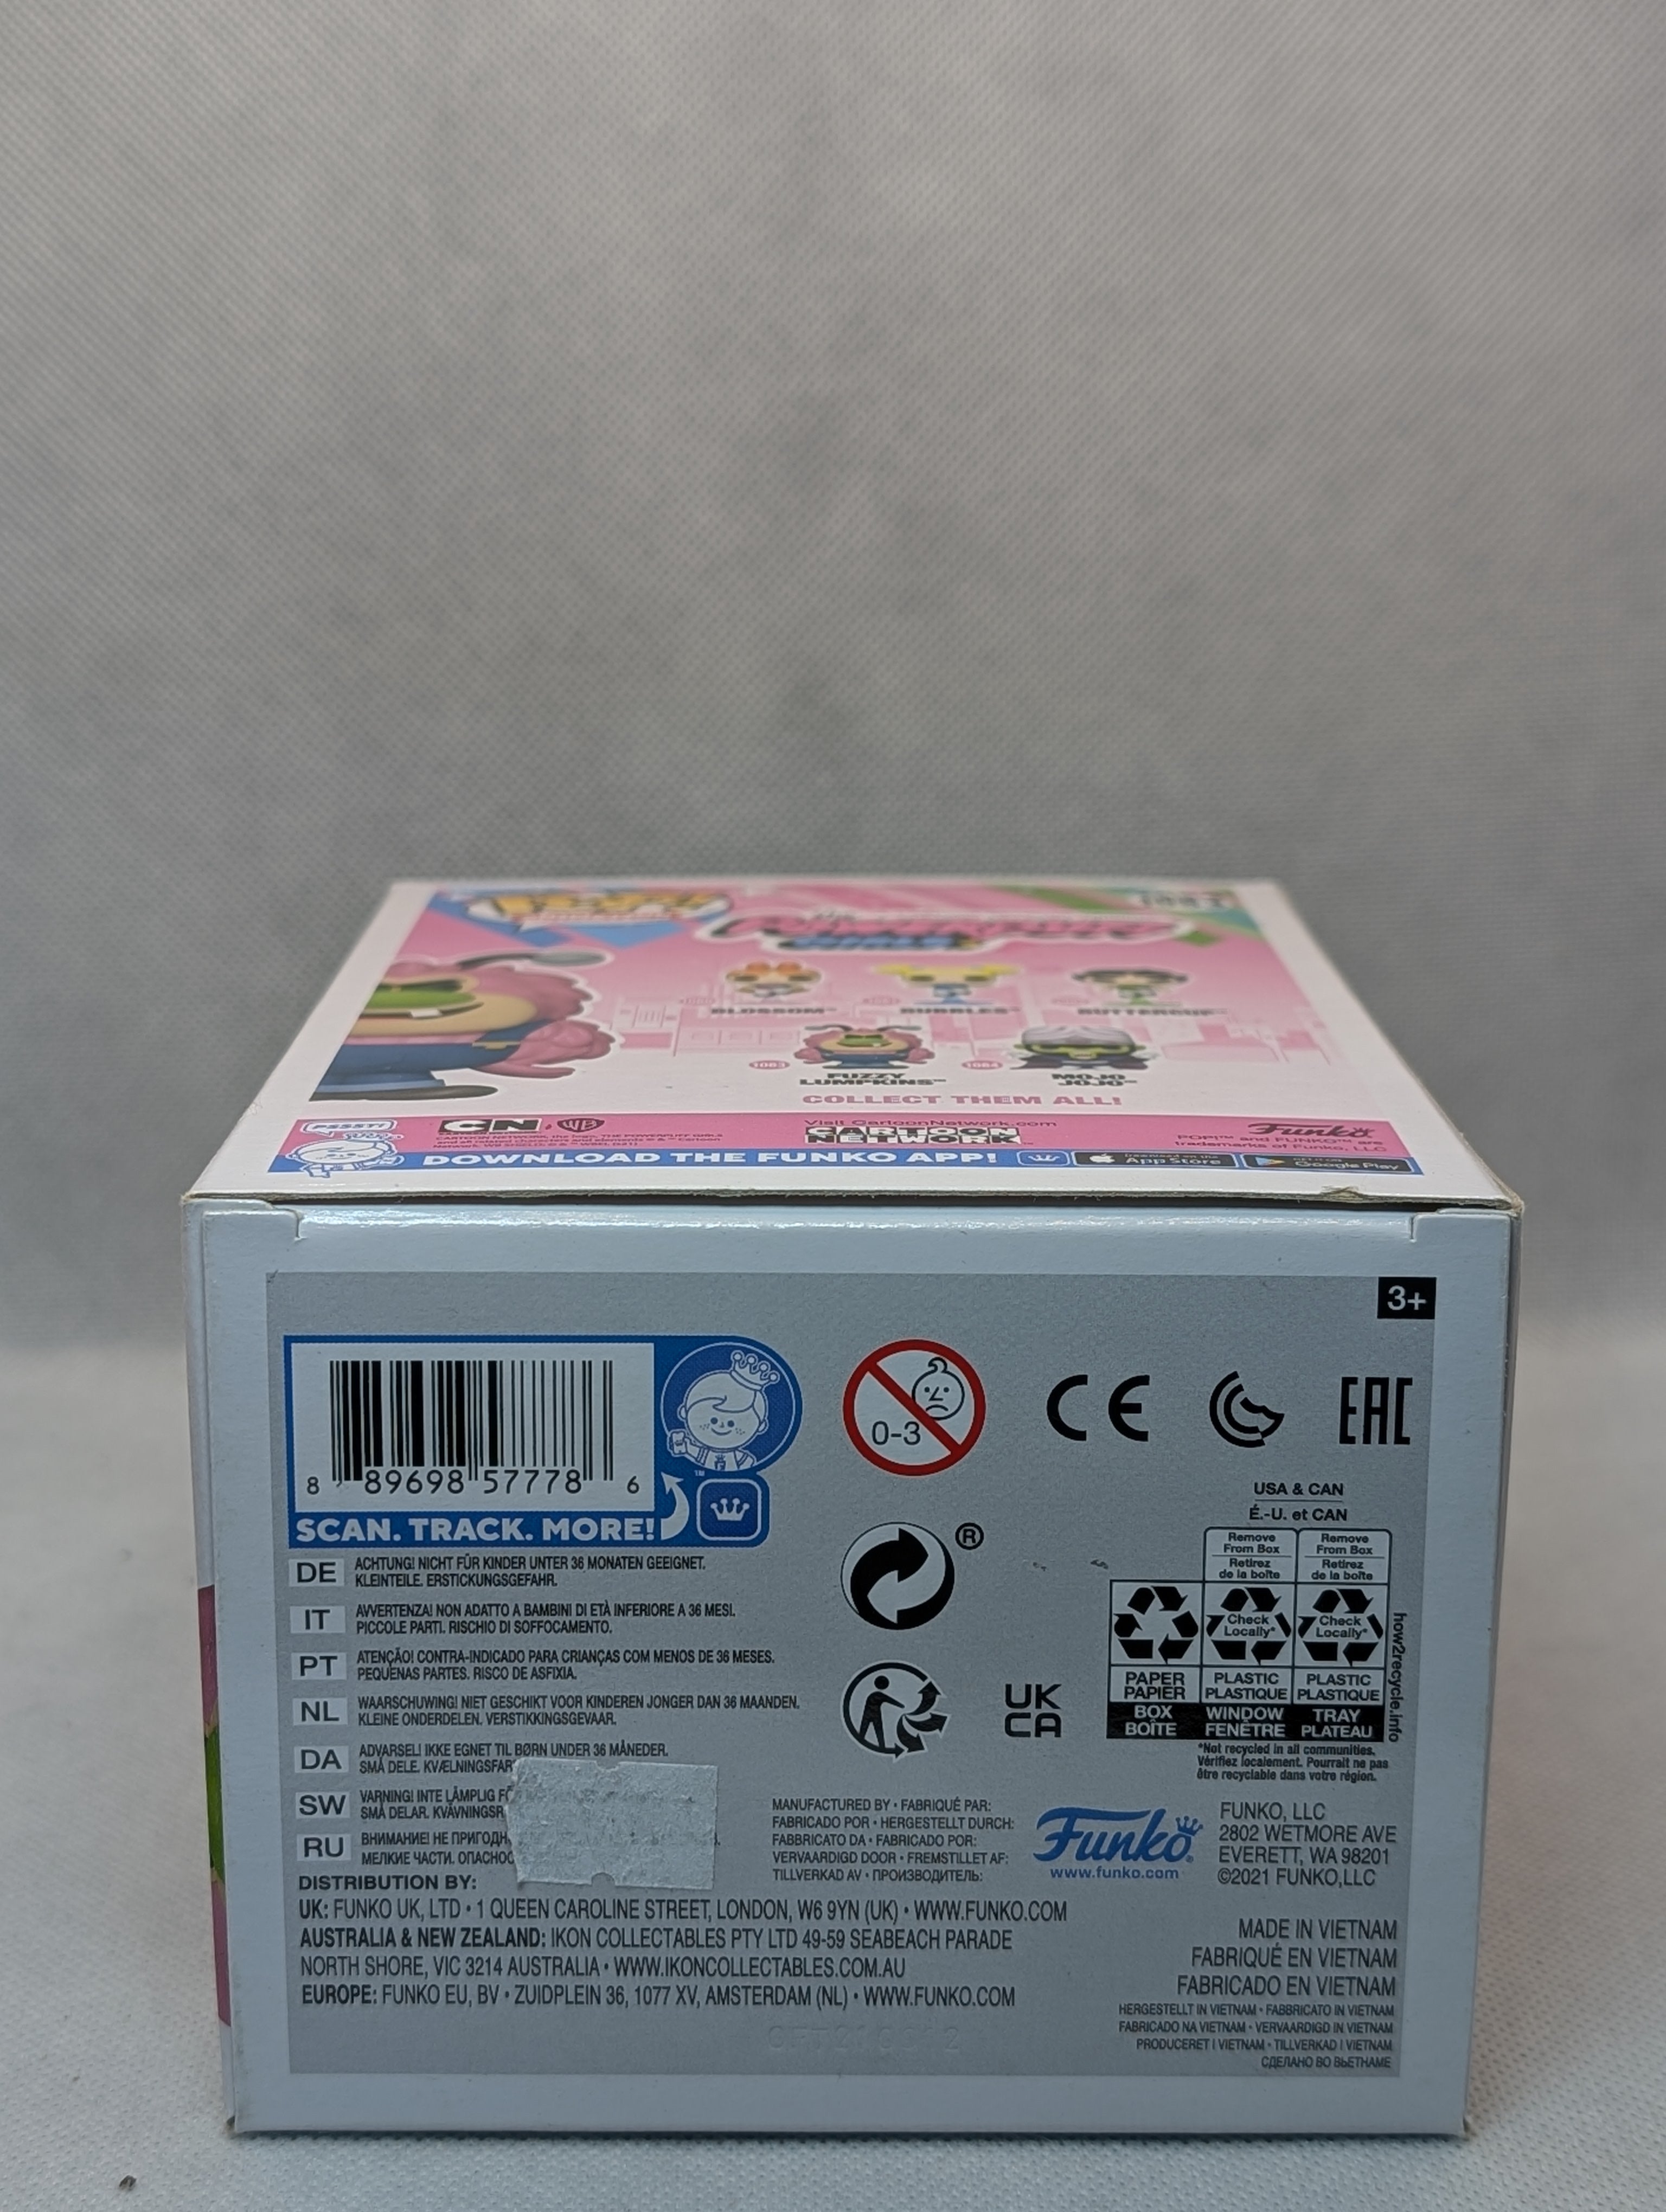 BLOSSOM™
BUBBLES™
BUTTERCUP™
1083
1084
FUZZY
LUMPKINS™
MOJO
JOJO™
COLLECT THEM ALL!
PSSST!
CN
WB
Visit CartoonNetwork.com
CARTOON
NETWORK™
Funko
POP!™ and FUNKO™ are
trademarks of Funko, LLC
DOWNLOAD THE FUNKO APP!
App Store
Google Play
3+
8 89698 57778 6
SCAN. TRACK. MORE!
™
0-3
CE
EAC
®
UK
CA
USA & CAN
É.-U. et CAN
Remove
From Box
Retirez
de la boîte
Remove
From Box
Retirez
de la boîte
Check
Locally*
Check
Locally*
PAPER
PAPIER
PLASTIC
PLASTIQUE
PLASTIC
PLASTIQUE
BOX
BOÎTE
WINDOW
FENÊTRE
TRAY
PLATEAU
how2recycle.info
*Not recycled in all communities.
Vérifiez localement. Pourrait ne pas
être recyclable dans votre région.
DE ACHTUNG! NICHT FÜR KINDER UNTER 36 MONATEN GEEIGNET.
KLEINTEILE. ERSTICKUNGSGEFAHR.
IT AVVERTENZA! NON ADATTO A BAMBINI DI ETÀ INFERIORE A 36 MESI.
PICCOLE PARTI. RISCHIO DI SOFFOCAMENTO.
PT ATENÇÃO! CONTRA-INDICADO PARA CRIANÇAS COM MENOS DE 36 MESES.
PEQUENAS PARTES. RISCO DE ASFIXIA.
NL WAARSCHUWING! NIET GESCHIKT VOOR KINDEREN JONGER DAN 36 MAANDEN.
KLEINE ONDERDELEN. VERSTIKKINGSGEVAAR.
DA ADVARSEL! IKKE EGNET TIL BØRN UNDER 36 MÅNEDER.
SMÅ DELE.
SW VARNING! INTE LÄMPLIG
SMÅ DELAR.
RU ВНИМАНИЕ! НЕ
МЕЛКИЕ ЧАСТИ.
MANUFACTURED BY • FABRIQUÉ PAR:
FABRICADO POR • HERGESTELLT DURCH:
FABBRICATO DA • FABRICADO POR:
VERVAARDIGD DOOR • FREMSTILLET AF:
TILLVERKAD AV • ПРОИЗВОДИТЕЛЬ:
Funko®
www.funko.com
FUNKO, LLC
2802 WETMORE AVE
EVERETT, WA 98201
©2021 FUNKO,LLC
DISTRIBUTION BY:
UK: FUNKO UK, LTD • 1 QUEEN CAROLINE STREET, LONDON, W6 9YN (UK) • WWW.FUNKO.COM
AUSTRALIA & NEW ZEALAND: IKON COLLECTABLES PTY LTD 49-59 SEABEACH PARADE
NORTH SHORE, VIC 3214 AUSTRALIA • WWW.IKONCOLLECTABLES.COM.AU
EUROPE: FUNKO EU, BV • ZUIDPLEIN 36, 1077 XV, AMSTERDAM (NL) • WWW.FUNKO.COM
MADE IN VIETNAM
FABRIQUÉ EN VIETNAM
FABRICADO EN VIETNAM
HERGESTELLT IN VIETNAM • FABBRICATO IN VIETNAM
FABRICADO NA VIETNAM • VERVAARDIGD IN VIETNAM
PRODUCERET I VIETNAM • TILLVERKAD I VIETNAM
СДЕЛАНО ВО ВЬЕТНАМЕ